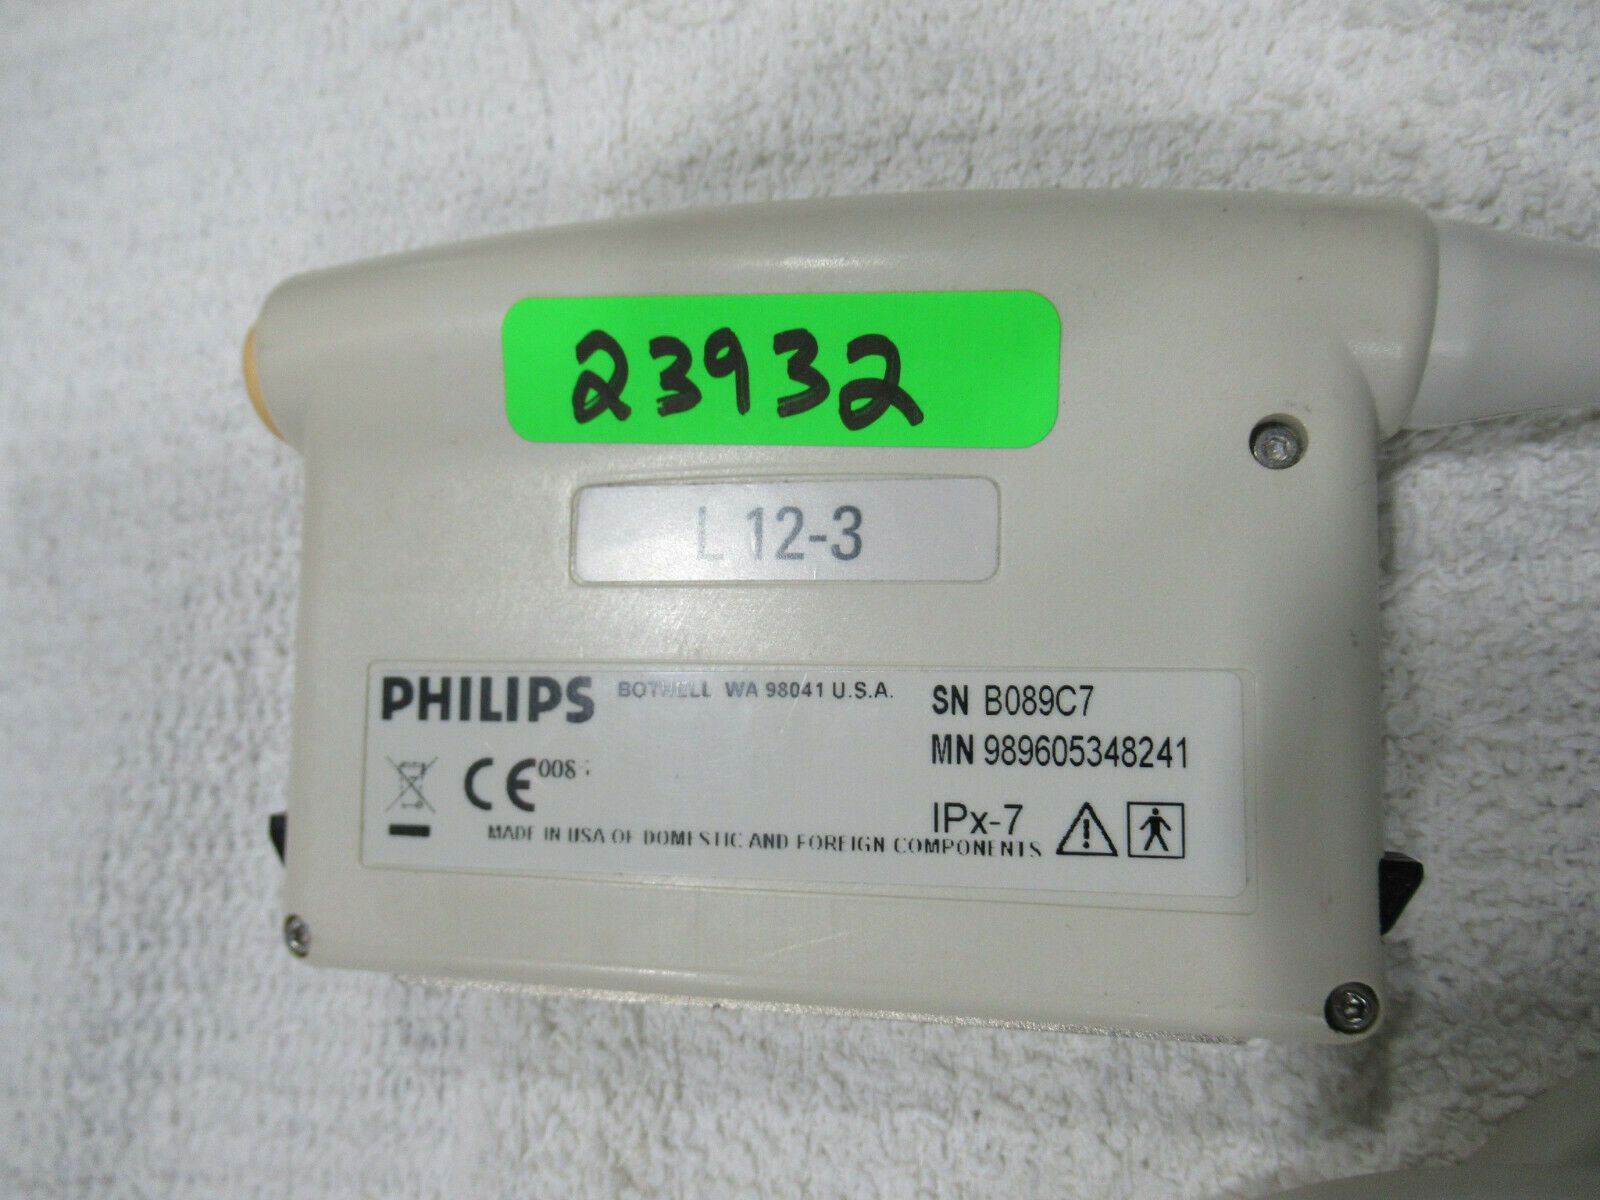 23932
L 12-3
PHILIPS BOTWELL WA 98041 U.S.A.
SN B089C7
MN 989605348241
CE
IPx-7
MADE IN USA OF DOMESTIC AND FOREIGN COMPONENTS